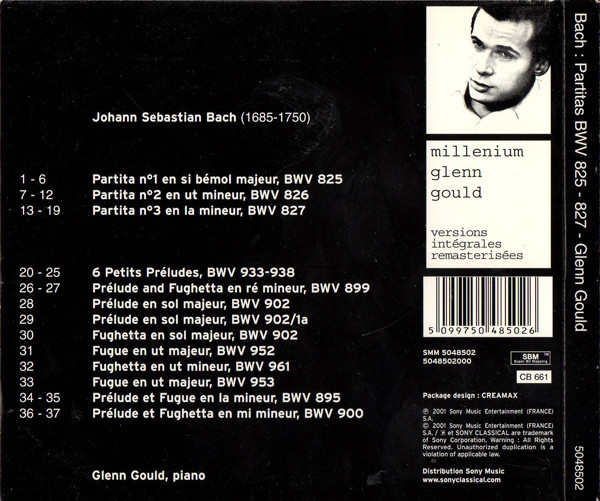 Johann Sebastian Bach (1685-1750)
1 - 6 Partita n°1 en si bémol majeur, BWV 825
7 - 12 Partita n°2 en ut mineur, BWV 826
13 - 19 Partita n°3 en la mineur, BWV 827
20 - 25 6 Petits Préludes, BWV 933-938
26 - 27 Prélude and Fughetta en ré mineur, BWV 899
28 Prélude en sol majeur, BWV 902
29 Prélude en sol majeur, BWV 902/1a
30 Fughetta en sol majeur, BWV 902
31 Fugue en ut majeur, BWV 952
32 Fughetta en ut mineur, BWV 961
33 Fugue en ut majeur, BWV 953
34 - 35 Prélude et Fugue en la mineur, BWV 895
36 - 37 Prélude et Fughetta en mi mineur, BWV 900
Glenn Gould, piano
millenium
glenn
gould
versions
intégrales
remasterisées
5 099750 485026
SMM 5048502
5048502000
SBM TM
Super Bit Mapping
CB 661
Package design : CREAMAX
℗ 2001 Sony Music Entertainment (FRANCE)
S.A.
© 2001 Sony Music Entertainment (FRANCE)
S.A. / et SONY CLASSICAL are trademark
of Sony Corporation. Warning : All Rights
Reserved. Unauthorized duplication is a
violation of applicable law.
Distribution Sony Music
www.sonyclassical.com
Bach : Partitas BWV 825 - 827 - Glenn Gould
5048502